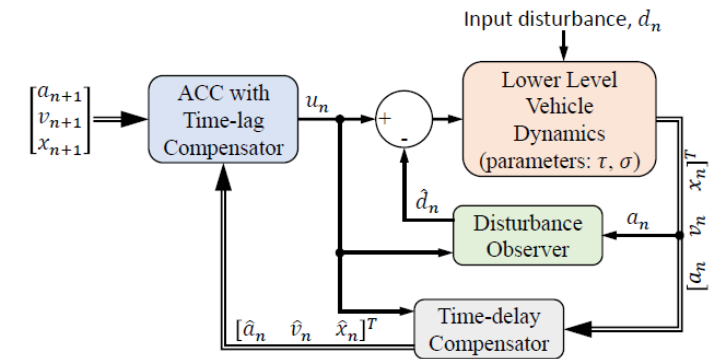 Input disturbance, dₙ
[aₙ₊₁
vₙ₊₁
xₙ₊₁]
ACC with
Time-lag
Compensator
uₙ
+
-
Lower Level
Vehicle
Dynamics
(parameters: τ, σ)
d̂ₙ
Disturbance
Observer
aₙ
[aₙ vₙ xₙ]ᵀ
[âₙ v̂ₙ x̂ₙ]ᵀ
Time-delay
Compensator